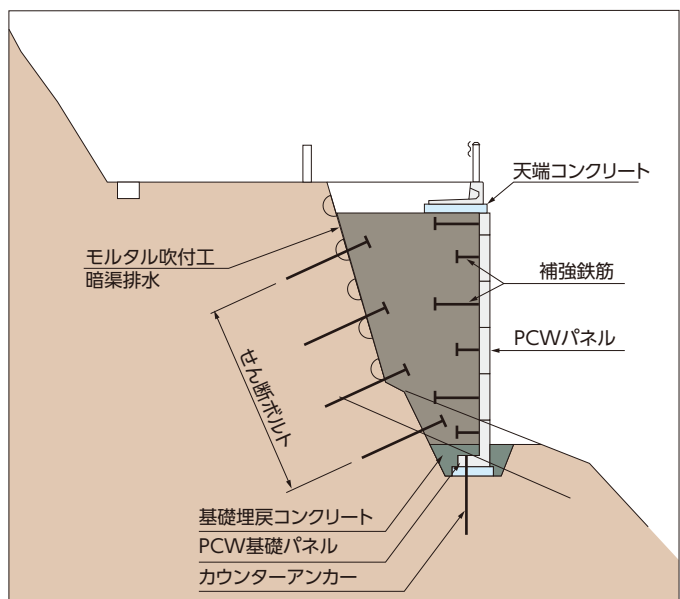 天端コンクリート
モルタル吹付工
暗渠排水
補強鉄筋
PCWパネル
せん断ボルト
基礎埋戻コンクリート
PCW基礎パネル
カウンターアンカー